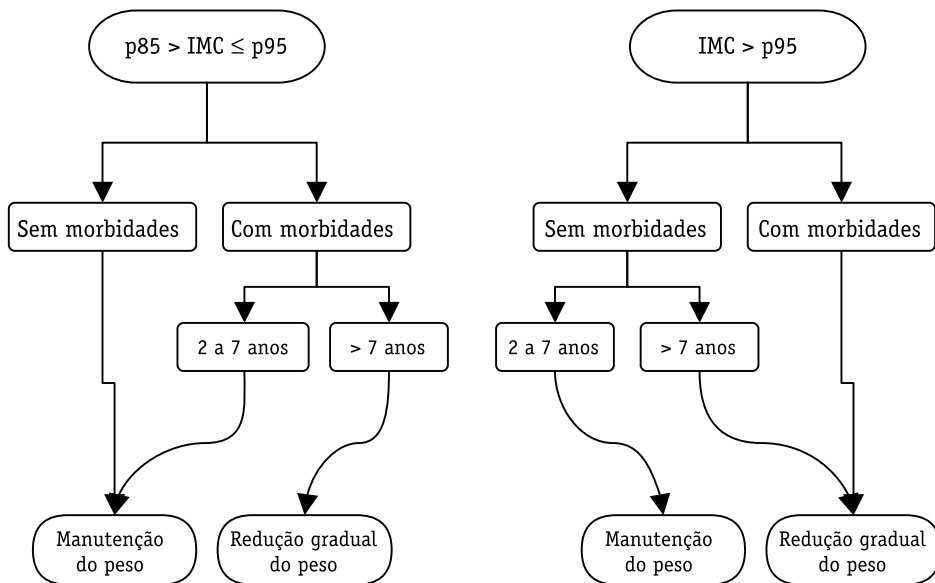 p85 > IMC ≤ p95
IMC > p95
Sem morbidades
Com morbidades
Sem morbidades
Com morbidades
2 a 7 anos
> 7 anos
2 a 7 anos
> 7 anos
Manutenção
do peso
Redução gradual
do peso
Manutenção
do peso
Redução gradual
do peso